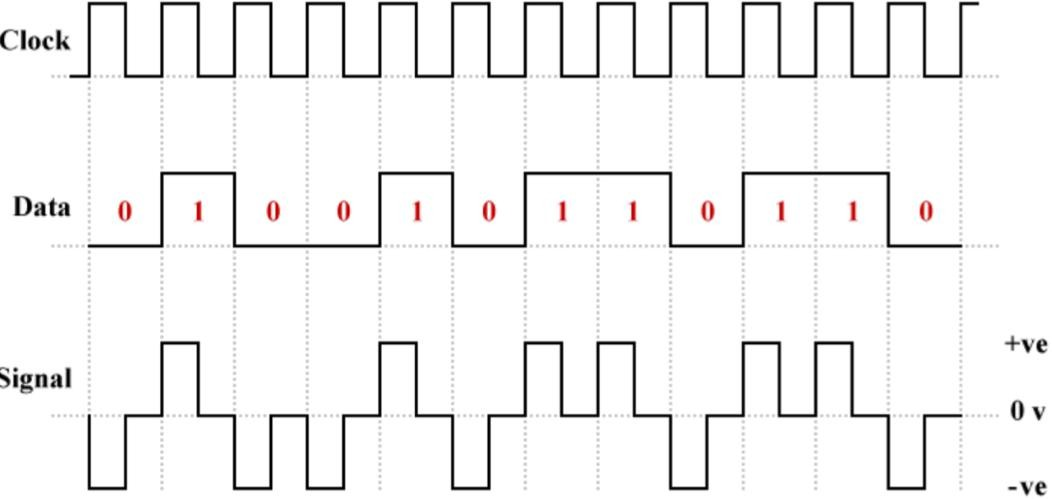 Clock
Data
0 1 0 0 1 0 1 1 0 1 1 0
+ve
Signal
0 v
-ve